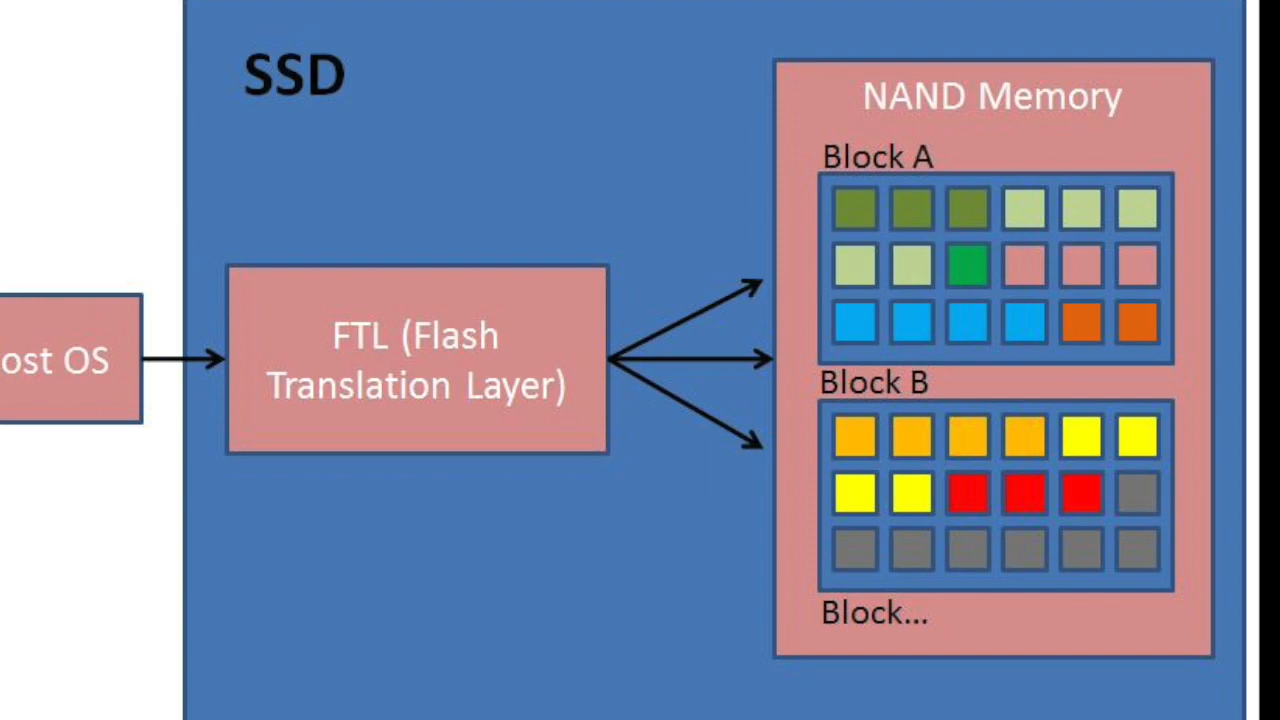 SSD
NAND Memory
Block A
FTL (Flash
Translation Layer)
ost OS
Block B
Block...